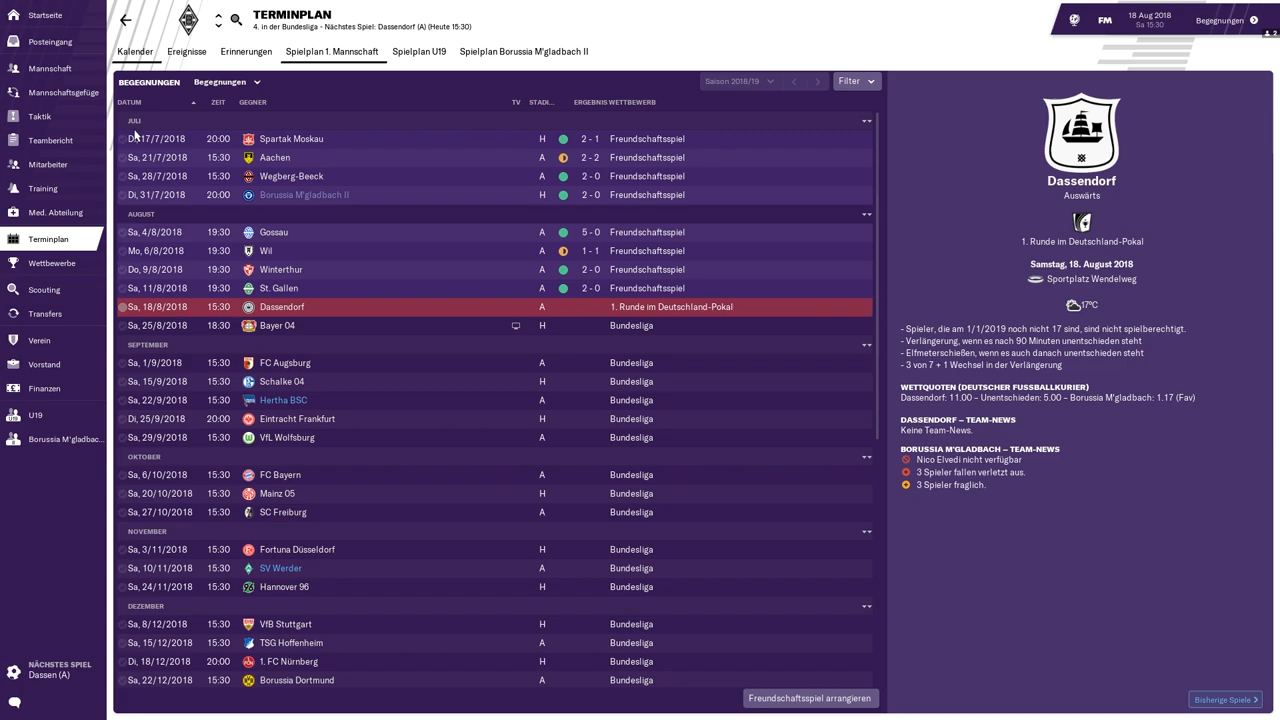 Startseite
Posteingang
Mannschaft
Mannschaftsgefüge
Taktik
Teambericht
Mitarbeiter
Training
Med. Abteilung
Terminplan
Wettbewerbe
Scouting
Transfers
Verein
Vorstand
Finanzen
U19
Borussia M'gladbac...
NÄCHSTES SPIEL
Dassen (A)
TERMINPLAN
4. in der Bundesliga - Nächstes Spiel: Dassendorf (A) (Heute 15:30)
FM
18 Aug 2018
Sa 15:30
Begegnungen
2
Kalender Ereignisse Erinnerungen Spielplan 1. Mannschaft Spielplan U19 Spielplan Borussia M'gladbach II
BEGEGNUNGEN Begegnungen Saison 2018/19 Filter
DATUM ZEIT GEGNER TV STADI... ERGEBNIS WETTBEWERB
JULI
17/7/2018 20:00 Spartak Moskau H 2 - 1 Freundschaftsspiel
Sa, 21/7/2018 15:30 Aachen A 2 - 2 Freundschaftsspiel
Sa, 28/7/2018 15:30 Wegberg-Beeck A 2 - 0 Freundschaftsspiel
Di, 31/7/2018 20:00 Borussia M'gladbach II H 2 - 0 Freundschaftsspiel
AUGUST
Sa, 4/8/2018 19:30 Gossau A 5 - 0 Freundschaftsspiel
Mo, 6/8/2018 19:30 Wil A 1 - 1 Freundschaftsspiel
Do, 9/8/2018 19:30 Winterthur A 2 - 0 Freundschaftsspiel
Sa, 11/8/2018 19:30 St. Gallen A 2 - 0 Freundschaftsspiel
Sa, 18/8/2018 15:30 Dassendorf A 1. Runde im Deutschland-Pokal
Sa, 25/8/2018 18:30 Bayer 04 H Bundesliga
SEPTEMBER
Sa, 1/9/2018 15:30 FC Augsburg A Bundesliga
Sa, 15/9/2018 15:30 Schalke 04 H Bundesliga
Sa, 22/9/2018 15:30 Hertha BSC A Bundesliga
Di, 25/9/2018 20:00 Eintracht Frankfurt H Bundesliga
Sa, 29/9/2018 15:30 VfL Wolfsburg A Bundesliga
OKTOBER
Sa, 6/10/2018 15:30 FC Bayern A Bundesliga
Sa, 20/10/2018 15:30 Mainz 05 H Bundesliga
Sa, 27/10/2018 15:30 SC Freiburg A Bundesliga
NOVEMBER
Sa, 3/11/2018 15:30 Fortuna Düsseldorf H Bundesliga
Sa, 10/11/2018 15:30 SV Werder A Bundesliga
Sa, 24/11/2018 15:30 Hannover 96 H Bundesliga
DEZEMBER
Sa, 8/12/2018 15:30 VfB Stuttgart H Bundesliga
Sa, 15/12/2018 15:30 TSG Hoffenheim A Bundesliga
Di, 18/12/2018 20:00 1. FC Nürnberg H Bundesliga
Sa, 22/12/2018 15:30 Borussia Dortmund A Bundesliga
Freundschaftsspiel arrangieren
Dassendorf
Auswärts
1. Runde im Deutschland-Pokal
Samstag, 18. August 2018
Sportplatz Wendelweg
17°C
- Spieler, die am 1/1/2019 noch nicht 17 sind, sind nicht spielberechtigt.
- Verlängerung, wenn es nach 90 Minuten unentschieden steht
- Elfmeterschießen, wenn es auch danach unentschieden steht
- 3 von 7 + 1 Wechsel in der Verlängerung
WETTQUOTEN (DEUTSCHER FUSSBALLKURIER)
Dassendorf: 11.00 – Unentschieden: 5.00 – Borussia M'gladbach: 1.17 (Fav)
DASSENDORF – TEAM-NEWS
Keine Team-News.
BORUSSIA M'GLADBACH – TEAM-NEWS
Nico Elvedi nicht verfügbar
3 Spieler fallen verletzt aus.
3 Spieler fraglich.
Bisherige Spiele